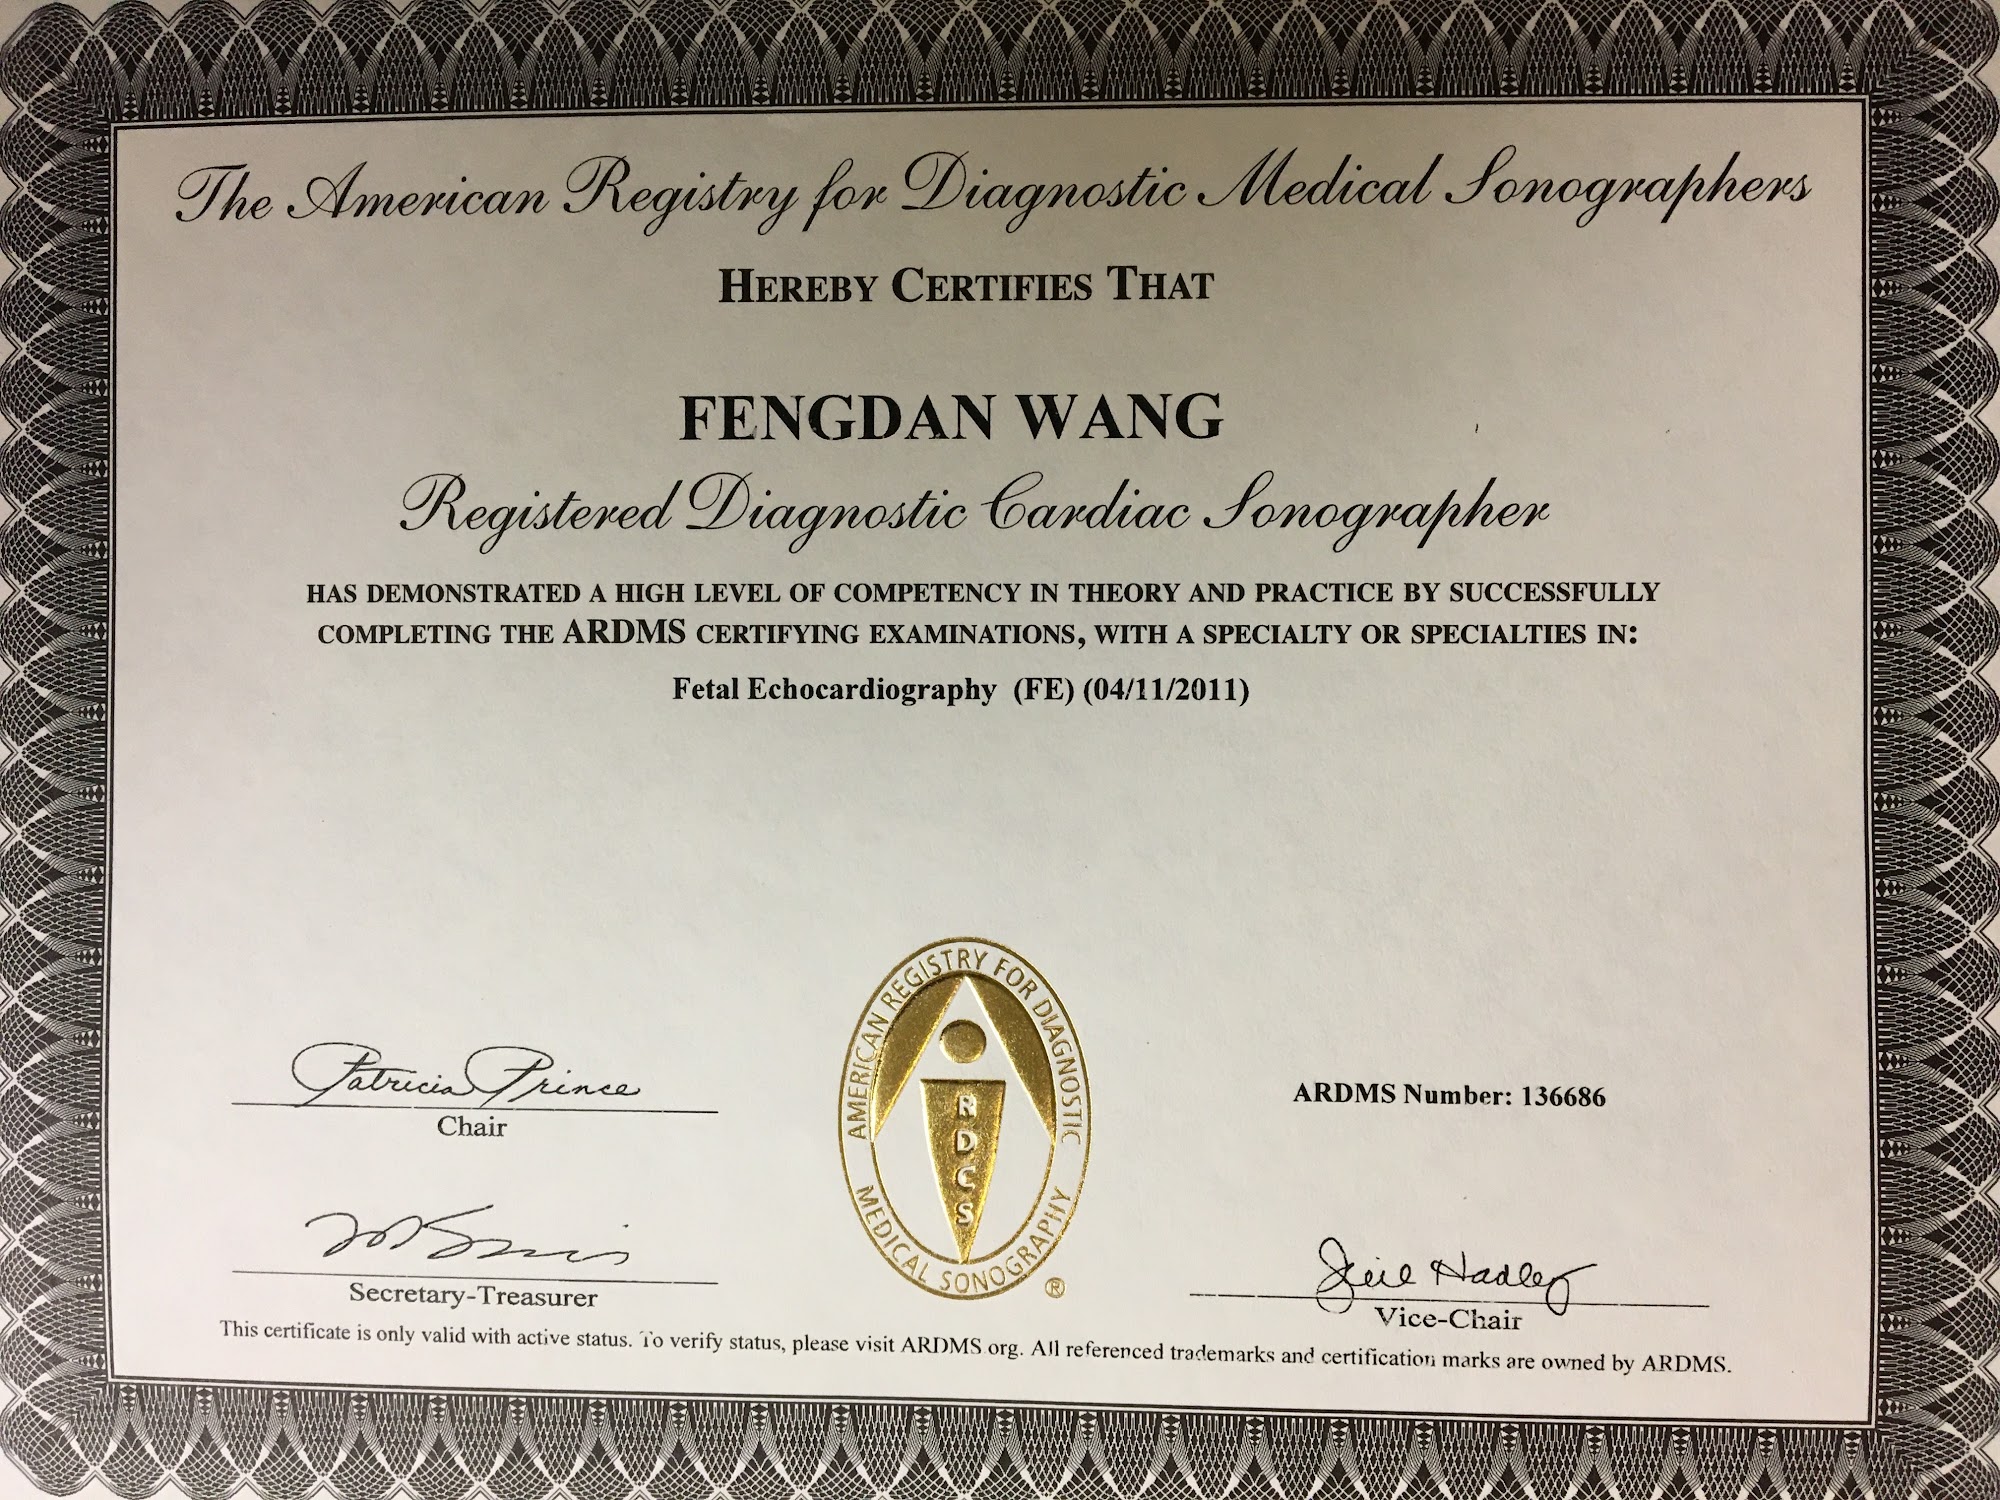 The American Registry for Diagnostic Medical Sonographers
HEREBY CERTIFIES THAT
FENGDAN WANG
Registered Diagnostic Cardiac Sonographer
HAS DEMONSTRATED A HIGH LEVEL OF COMPETENCY IN THEORY AND PRACTICE BY SUCCESSFULLY
COMPLETING THE ARDMS CERTIFYING EXAMINATIONS, WITH A SPECIALTY OR SPECIALTIES IN:
Fetal Echocardiography (FE) (04/11/2011)
Patricia Prince
Chair
Secretary-Treasurer
AMERICAN REGISTRY FOR DIAGNOSTIC
MEDICAL SONOGRAPHY
RDCS
®
ARDMS Number: 136686
Hadley
Vice-Chair
This certificate is only valid with active status. To verify status, please visit ARDMS.org. All referenced trademarks and certification marks are owned by ARDMS.